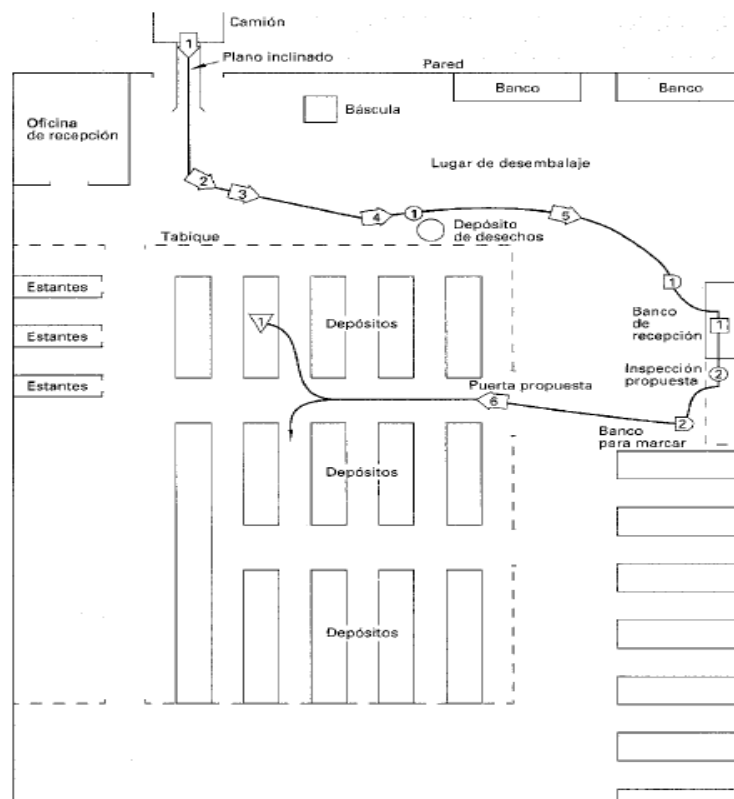 Camión
1
Plano inclinado
Pared
Banco
Banco
Báscula
Oficina
de recepción
Lugar de desembalaje
2
3
4
1
5
Depósito
de desechos
Tabique
Estantes
Estantes
Estantes
1
Depósitos
1
Banco
de
recepción
1
Inspección
propuesta
2
Puerta propuesta
6
2
Banco
para marcar
Depósitos
Depósitos